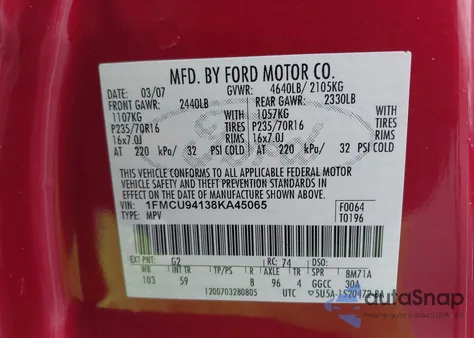 MFD. BY FORD MOTOR CO.
DATE: 03/07 GVWR: 4640LB/ 2105KG
FRONT GAWR: 2440LB REAR GAWR: 2330LB
1107KG WITH 1057KG WITH
P235/70R16 TIRES P235/70R16 TIRES
16x7.0J RIMS 16x7.0J RIMS
AT 220 kPa/ 32 PSI COLD AT 220 kPa/ 32 PSI COLD
THIS VEHICLE CONFORMS TO ALL APPLICABLE FEDERAL MOTOR
VEHICLE SAFETY AND THEFT PREVENTION STANDARDS IN
EFFECT ON THE DATE OF MANUFACTURE SHOWN ABOVE.
VIN: 1FMCU94138KA45065 F0064
TYPE: MPV T0196
EXT PNT: G2 RC: 74 DSO:
WB INT TR TP/PS R AXLE TR SPR 8M71A
103 59 B 96 4 GGCC 30A
1200703280805 UTC 5U5A-1520472-BA
autoSnap